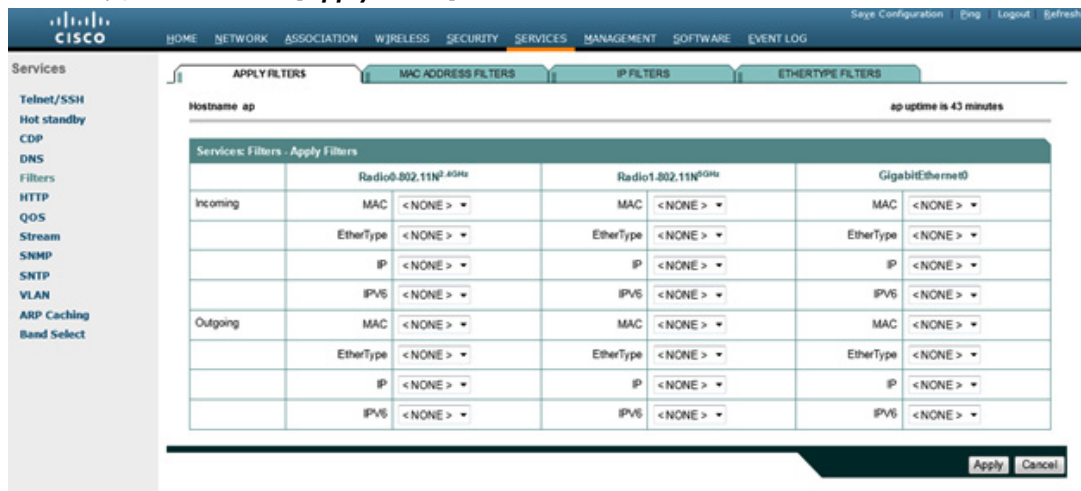 Save Configuration Ping Logout Refresh
CISCO
HOME NETWORK ASSOCIATION WIRELESS SECURITY SERVICES MANAGEMENT SOFTWARE EVENT LOG
Services
Telnet/SSH
Hot standby
CDP
DNS
Filters
HTTP
QOS
Stream
SNMP
SNTP
VLAN
ARP Caching
Band Select
APPLY FILTERS MAC ADDRESS FILTERS IP FILTERS ETHERTYPE FILTERS
Hostname ap ap uptime is 43 minutes
Services: Filters - Apply Filters
Radio0-802.11N2.4GHz Radio1-802.11N5GHz GigabitEthernet0
Incoming MAC < NONE > MAC < NONE > MAC < NONE >
EtherType < NONE > EtherType < NONE > EtherType < NONE >
IP < NONE > IP < NONE > IP < NONE >
IPV6 < NONE > IPV6 < NONE > IPV6 < NONE >
Outgoing MAC < NONE > MAC < NONE > MAC < NONE >
EtherType < NONE > EtherType < NONE > EtherType < NONE >
IP < NONE > IP < NONE > IP < NONE >
IPV6 < NONE > IPV6 < NONE > IPV6 < NONE >
Apply Cancel